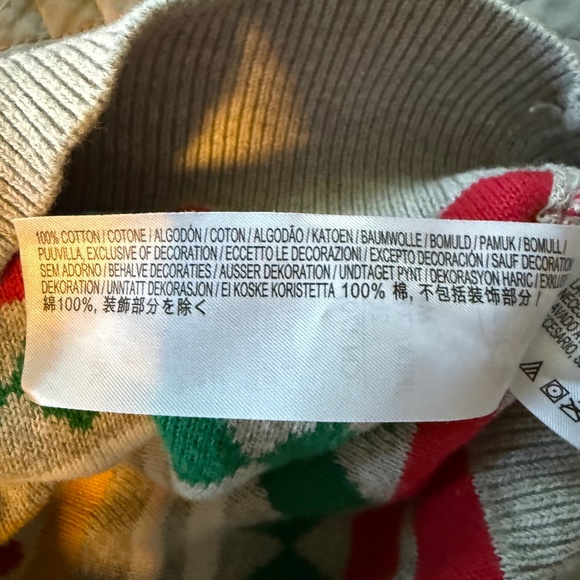 100% COTTON / COTONE / ALGODÓN / COTON / ALGODÃO / KATOEN / BAUMWOLLE / BOMULD / PAMUK / BOMULL /
PUUVILLA, EXCLUSIVE OF DECORATION / ECCETTO LE DECORAZIONI / EXCEPTO DECORACIÓN / SAUF DECORATION
SEM ADORNO / BEHALVE DECORATIES / AUSSER DEKORATION / UNDTAGET PYNT / DEKORASYON HARIC / EXKLUSIV
DEKORATION / UNNTATT DEKORASJON / EI KOSKE KORISTETTA 100% 棉, 不包括装饰部分 /
綿100%, 装飾部分を除く